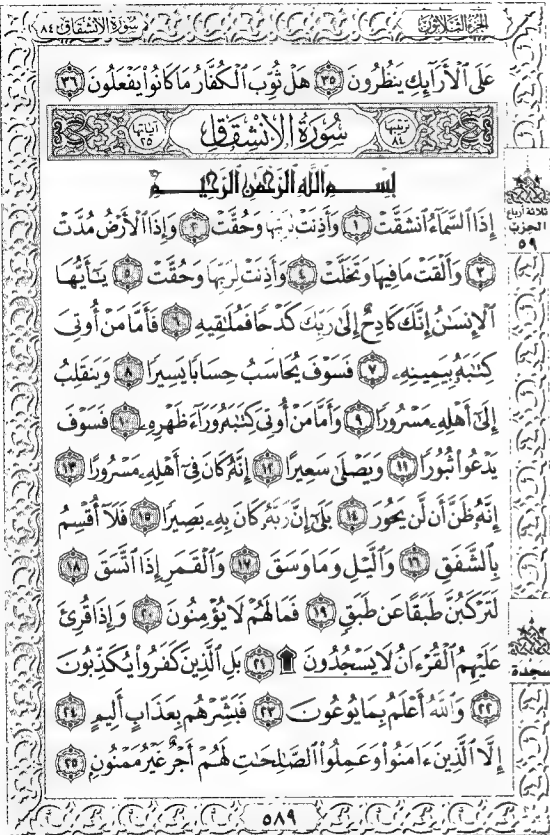 الجزء الثلاثون
سورة الانشقاق ٨٤
عَلَى ٱلْأَرَآئِكِ يَنظُرُونَ ٣٥ هَلْ ثُوِّبَ ٱلْكُفَّارُ مَا كَانُوا۟ يَفْعَلُونَ ٣٦
ترتيبها ٨٤
سُورَةُ الانشِقَاقِ
آياتها ٢٥
بِسْمِ ٱللَّهِ ٱلرَّحْمَٰنِ ٱلرَّحِيمِ
إِذَا ٱلسَّمَآءُ ٱنشَقَّتْ ١ وَأَذِنَتْ لِرَبِّهَا وَحُقَّتْ ٢ وَإِذَا ٱلْأَرْضُ مُدَّتْ
٣ وَأَلْقَتْ مَا فِيهَا وَتَخَلَّتْ ٤ وَأَذِنَتْ لِرَبِّهَا وَحُقَّتْ ٥ يَٰٓأَيُّهَا
ٱلْإِنسَٰنُ إِنَّكَ كَادِحٌ إِلَىٰ رَبِّكَ كَدْحًا فَمُلَٰقِيهِ ٦ فَأَمَّا مَنْ أُوتِىَ
كِتَٰبَهُۥ بِيَمِينِهِۦ ٧ فَسَوْفَ يُحَاسَبُ حِسَابًا يَسِيرًا ٨ وَيَنقَلِبُ
إِلَىٰٓ أَهْلِهِۦ مَسْرُورًا ٩ وَأَمَّا مَنْ أُوتِىَ كِتَٰبَهُۥ وَرَآءَ ظَهْرِهِۦ ١٠ فَسَوْفَ
يَدْعُوا۟ ثُبُورًا ١١ وَيَصْلَىٰ سَعِيرًا ١٢ إِنَّهُۥ كَانَ فِىٓ أَهْلِهِۦ مَسْرُورًا ١٣
إِنَّهُۥ ظَنَّ أَن لَّن يَحُورَ ١٤ بَلَىٰٓ إِنَّ رَبَّهُۥ كَانَ بِهِۦ بَصِيرًا ١٥ فَلَآ أُقْسِمُ
بِٱلشَّفَقِ ١٦ وَٱلَّيْلِ وَمَا وَسَقَ ١٧ وَٱلْقَمَرِ إِذَا ٱتَّسَقَ ١٨
لَتَرْكَبُنَّ طَبَقًا عَن طَبَقٍ ١٩ فَمَا لَهُمْ لَا يُؤْمِنُونَ ٢٠ وَإِذَا قُرِئَ
عَلَيْهِمُ ٱلْقُرْءَانُ لَا يَسْجُدُونَ ۩ ٢١ بَلِ ٱلَّذِينَ كَفَرُوا۟ يُكَذِّبُونَ
٢٢ وَٱللَّهُ أَعْلَمُ بِمَا يُوعُونَ ٢٣ فَبَشِّرْهُم بِعَذَابٍ أَلِيمٍ ٢٤
إِلَّا ٱلَّذِينَ ءَامَنُوا۟ وَعَمِلُوا۟ ٱلصَّٰلِحَٰتِ لَهُمْ أَجْرٌ غَيْرُ مَمْنُونٍۭ ٢٥
ثلاثة أرباع
الحزب
٥٩
سجدة
٥٨٩